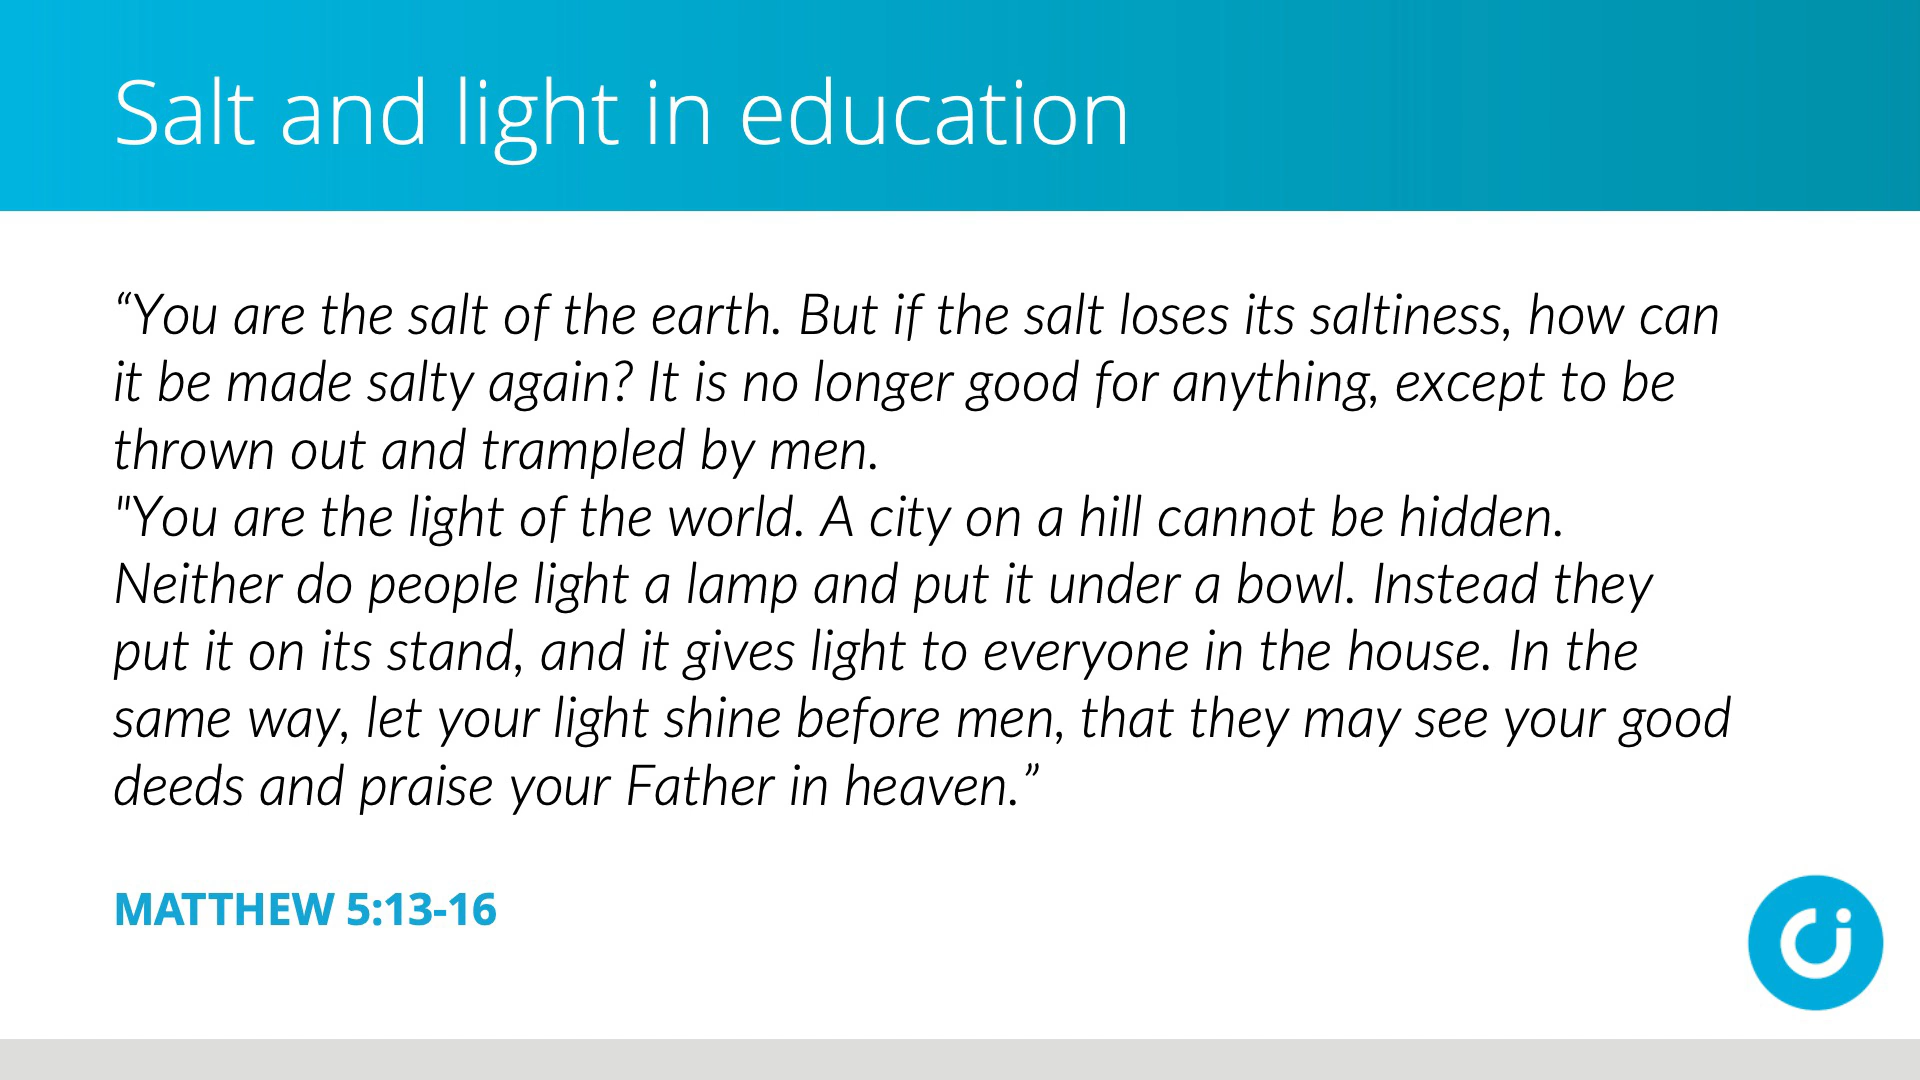 Salt and light in education
“You are the salt of the earth. But if the salt loses its saltiness, how can
it be made salty again? It is no longer good for anything, except to be
thrown out and trampled by men.
"You are the light of the world. A city on a hill cannot be hidden.
Neither do people light a lamp and put it under a bowl. Instead they
put it on its stand, and it gives light to everyone in the house. In the
same way, let your light shine before men, that they may see your good
deeds and praise your Father in heaven.”
MATTHEW 5:13-16